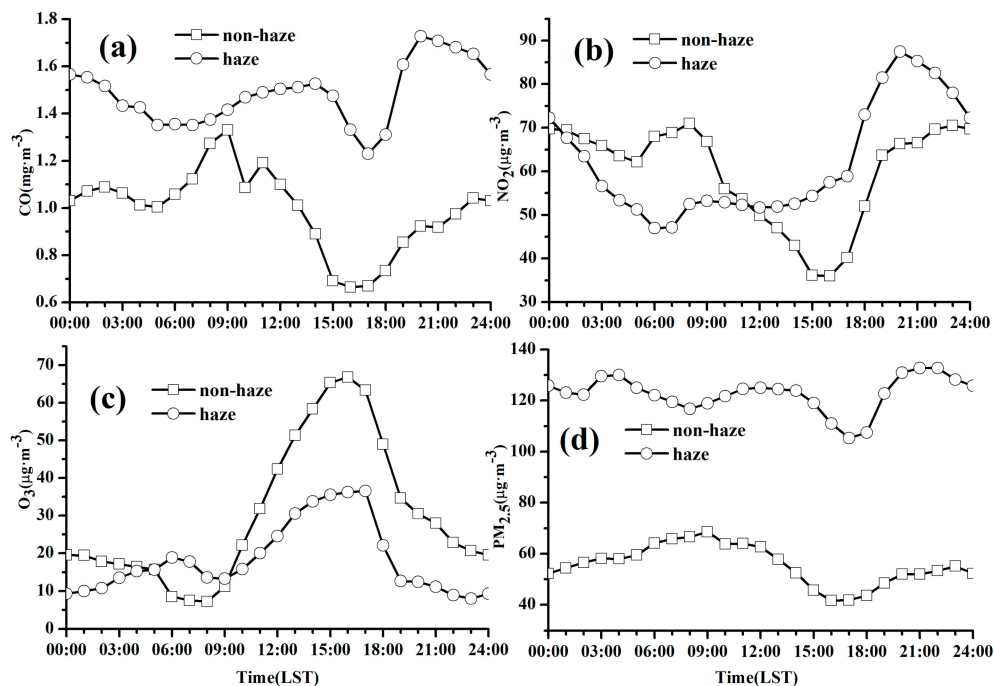 1.8
1.6
1.4
1.2
1.0
0.8
0.6
CO(mg·m⁻³)
(a)
non-haze
haze
00:00 03:00 06:00 09:00 12:00 15:00 18:00 21:00 24:00
90
80
70
60
50
40
30
NO₂(μg·m⁻³)
(b)
non-haze
haze
00:00 03:00 06:00 09:00 12:00 15:00 18:00 21:00 24:00
70
60
50
40
30
20
10
0
O₃(μg·m⁻³)
(c)
non-haze
haze
00:00 03:00 06:00 09:00 12:00 15:00 18:00 21:00 24:00
Time(LST)
140
120
100
80
60
40
PM₂.₅(μg·m⁻³)
(d)
non-haze
haze
00:00 03:00 06:00 09:00 12:00 15:00 18:00 21:00 24:00
Time(LST)